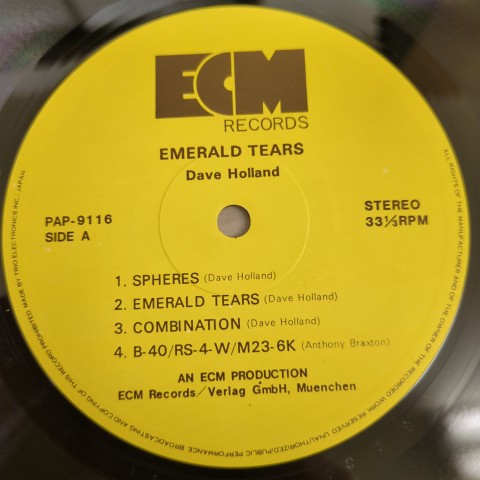 ECM
RECORDS
EMERALD TEARS
Dave Holland
PAP-9116
SIDE A
STEREO
33⅓RPM
1. SPHERES (Dave Holland)
2. EMERALD TEARS (Dave Holland)
3. COMBINATION (Dave Holland)
4. B-40/RS-4-W/M23-6K (Anthony Braxton)
AN ECM PRODUCTION
ECM Records/Verlag GmbH, Muenchen
ALL RIGHTS OF THE MANUFACTURER AND OF THE OWNER OF THE RECORDED WORK RESERVED. UNAUTHORIZED/PUBLIC PERFORMANCE BROADCASTING AND COPYING OF THIS RECORD PROHIBITED. MADE BY TRIO ELECTRONICS INC., JAPAN